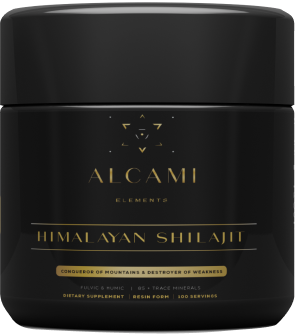 ALCAMI
ELEMENTS
HIMALAYAN SHILAJIT
CONQUEROR OF MOUNTAINS & DESTROYER OF WEAKNESS
FULVIC & HUMIC | 85 + TRACE MINERALS
DIETARY SUPPLEMENT | RESIN FORM | 100 SERVINGS